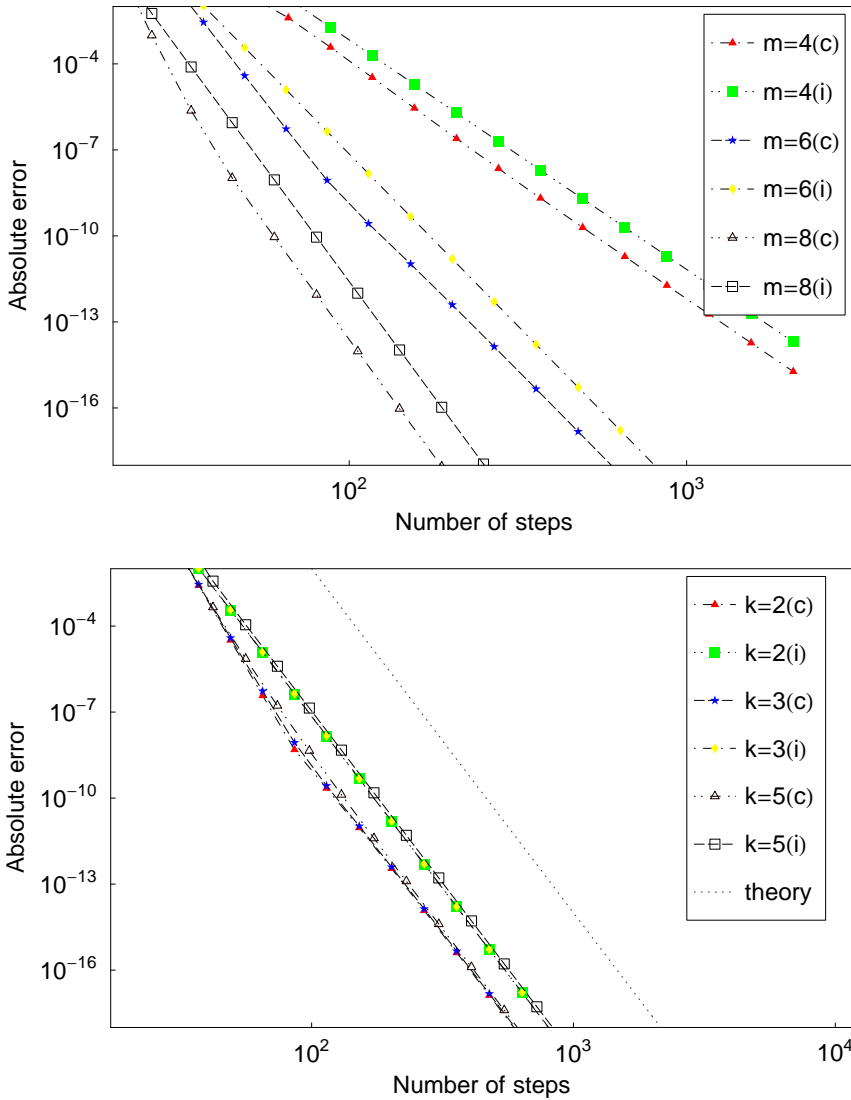 10^-4
10^-7
10^-10
10^-13
10^-16
Absolute error
m=4(c)
m=4(i)
m=6(c)
m=6(i)
m=8(c)
m=8(i)
10^2
10^3
Number of steps
10^-4
10^-7
10^-10
10^-13
10^-16
Absolute error
k=2(c)
k=2(i)
k=3(c)
k=3(i)
k=5(c)
k=5(i)
theory
10^2
10^3
10^4
Number of steps